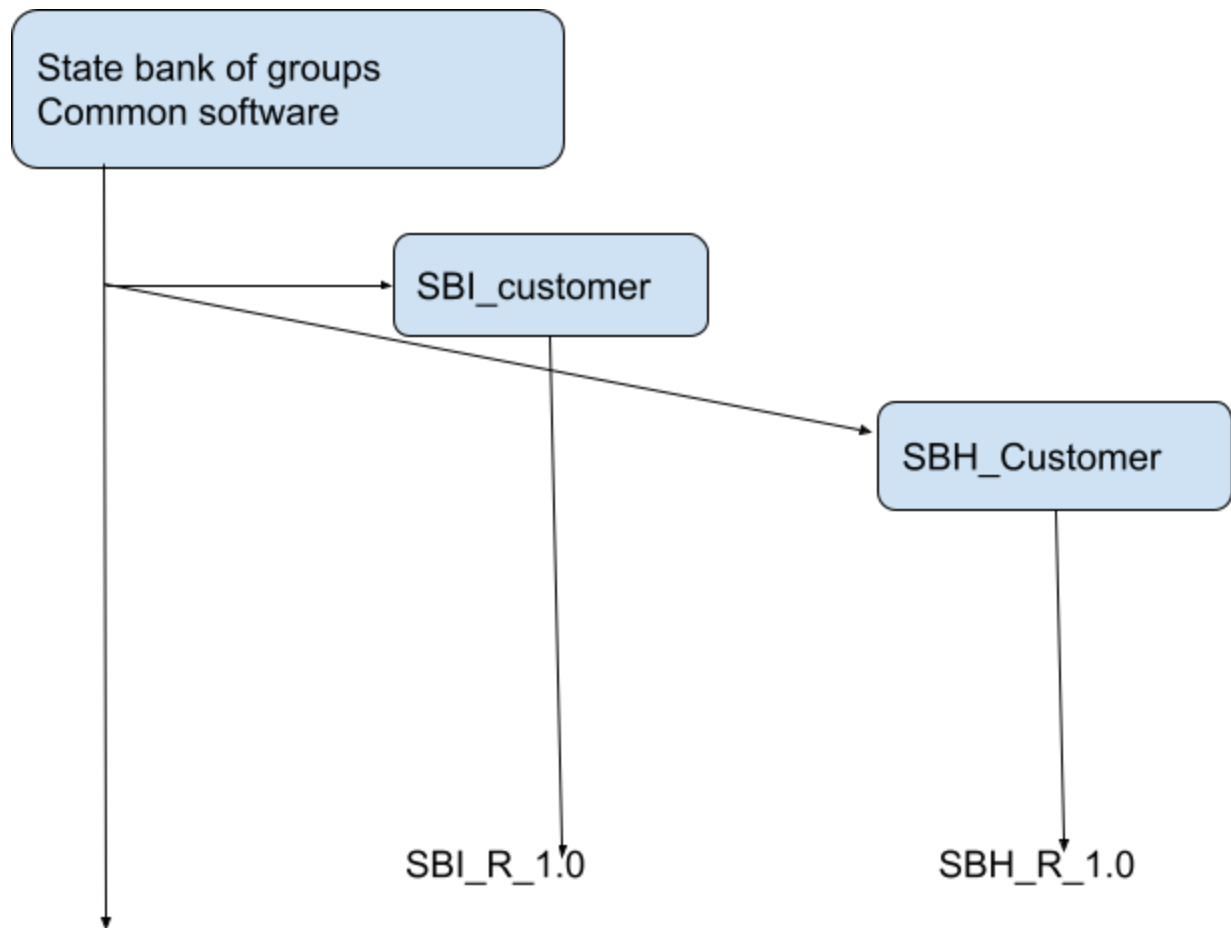 State bank of groups
Common software
SBI_customer
SBH_Customer
SBI_R_1.0
SBH_R_1.0